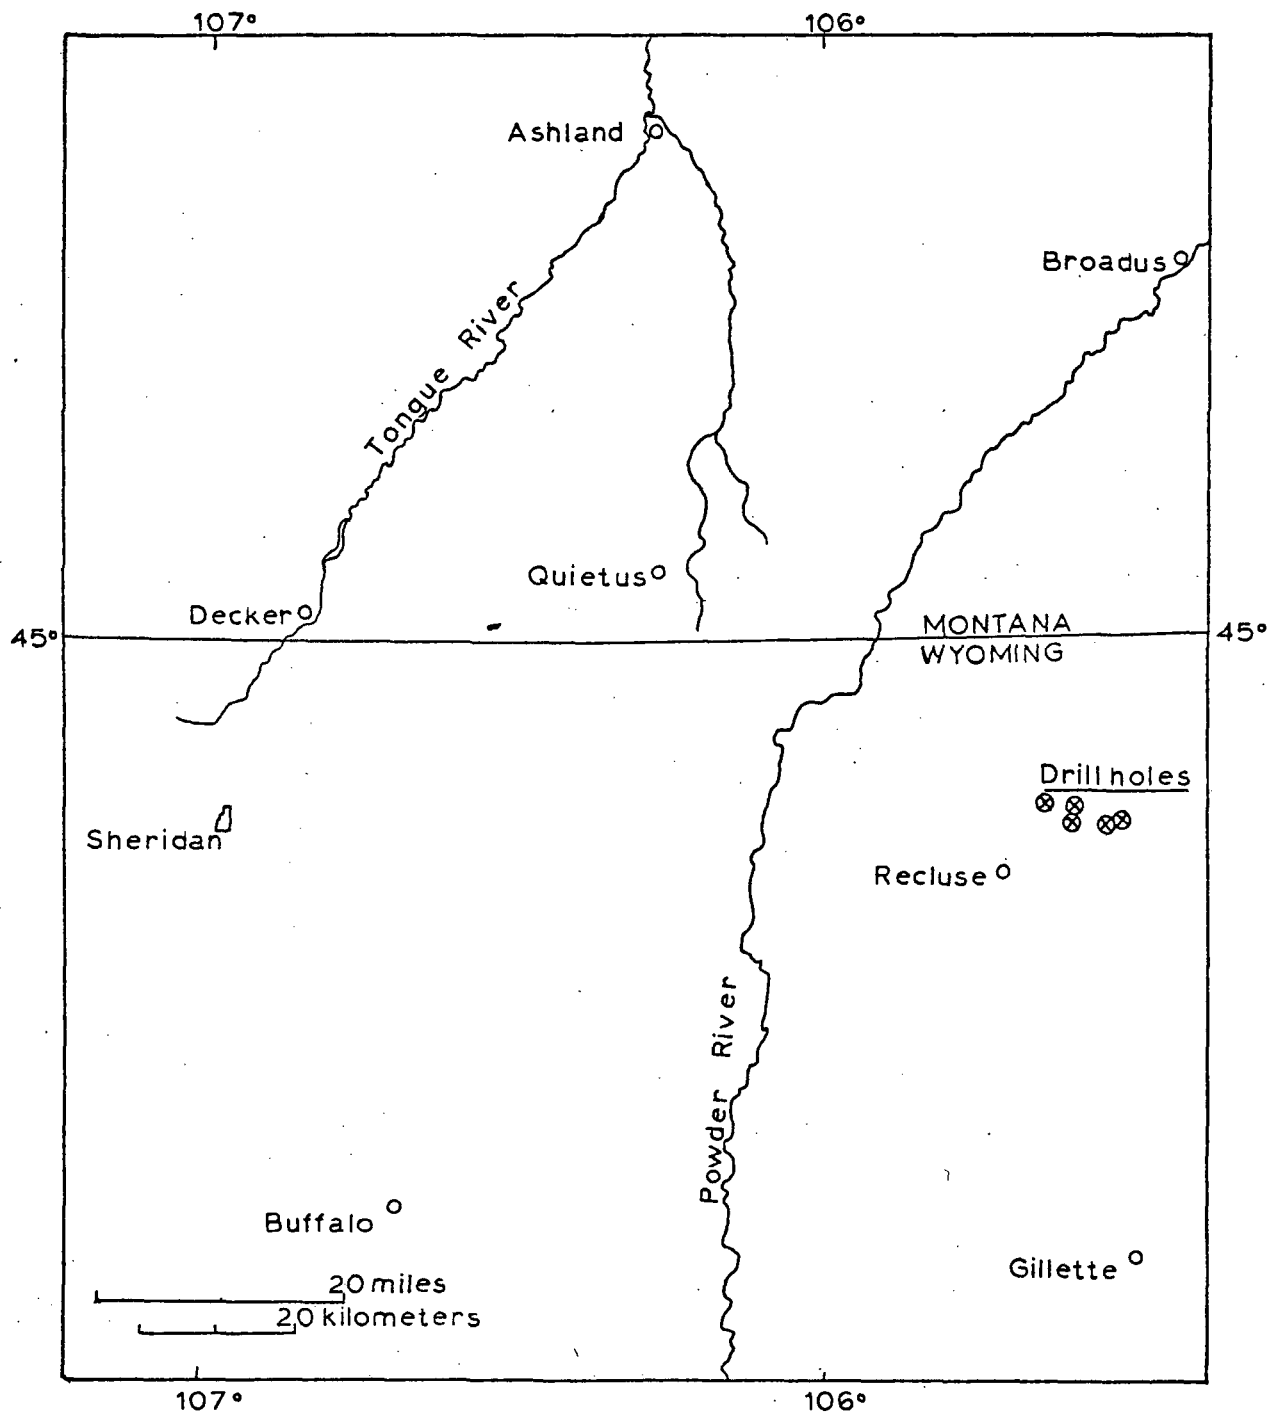 107° 106°
Ashland
Broadus
Tongue River
Quietus
Decker
45° 45°
MONTANA
WYOMING
Drill holes
Sheridan
Recluse
Powder River
Buffalo
Gillette
20 miles
20 kilometers
107° 106°